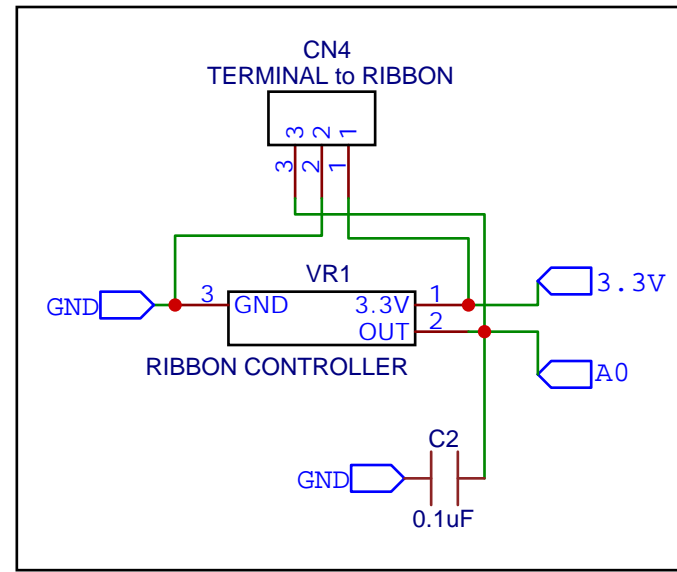 CN4
TERMINAL to RIBBON
3 2 1
3 2 1
VR1
GND 3 GND 3.3V 1 3.3V
OUT 2
RIBBON CONTROLLER
A0
C2
GND
0.1uF